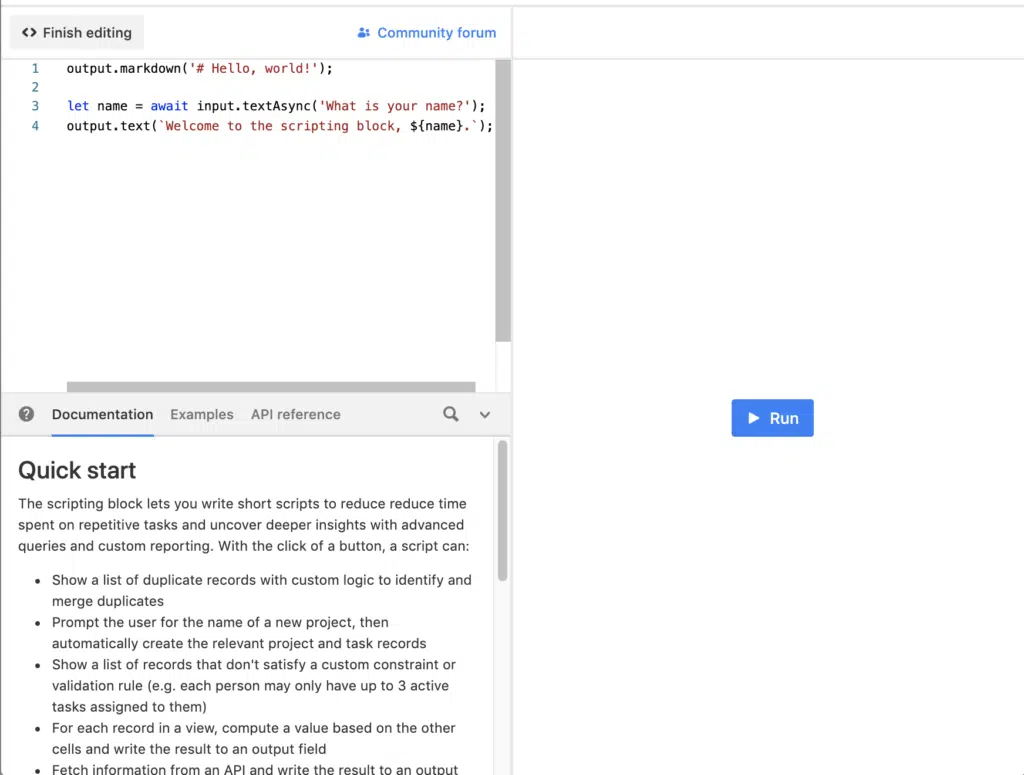 <> Finish editing
Community forum
1 output.markdown('# Hello, world!');
2
3 let name = await input.textAsync('What is your name?');
4 output.text(`Welcome to the scripting block, ${name}.`);
? Documentation Examples API reference
Run
Quick start
The scripting block lets you write short scripts to reduce reduce time
spent on repetitive tasks and uncover deeper insights with advanced
queries and custom reporting. With the click of a button, a script can:
• Show a list of duplicate records with custom logic to identify and
merge duplicates
• Prompt the user for the name of a new project, then
automatically create the relevant project and task records
• Show a list of records that don't satisfy a custom constraint or
validation rule (e.g. each person may only have up to 3 active
tasks assigned to them)
• For each record in a view, compute a value based on the other
cells and write the result to an output field
• Fetch information from an API and write the result to an output